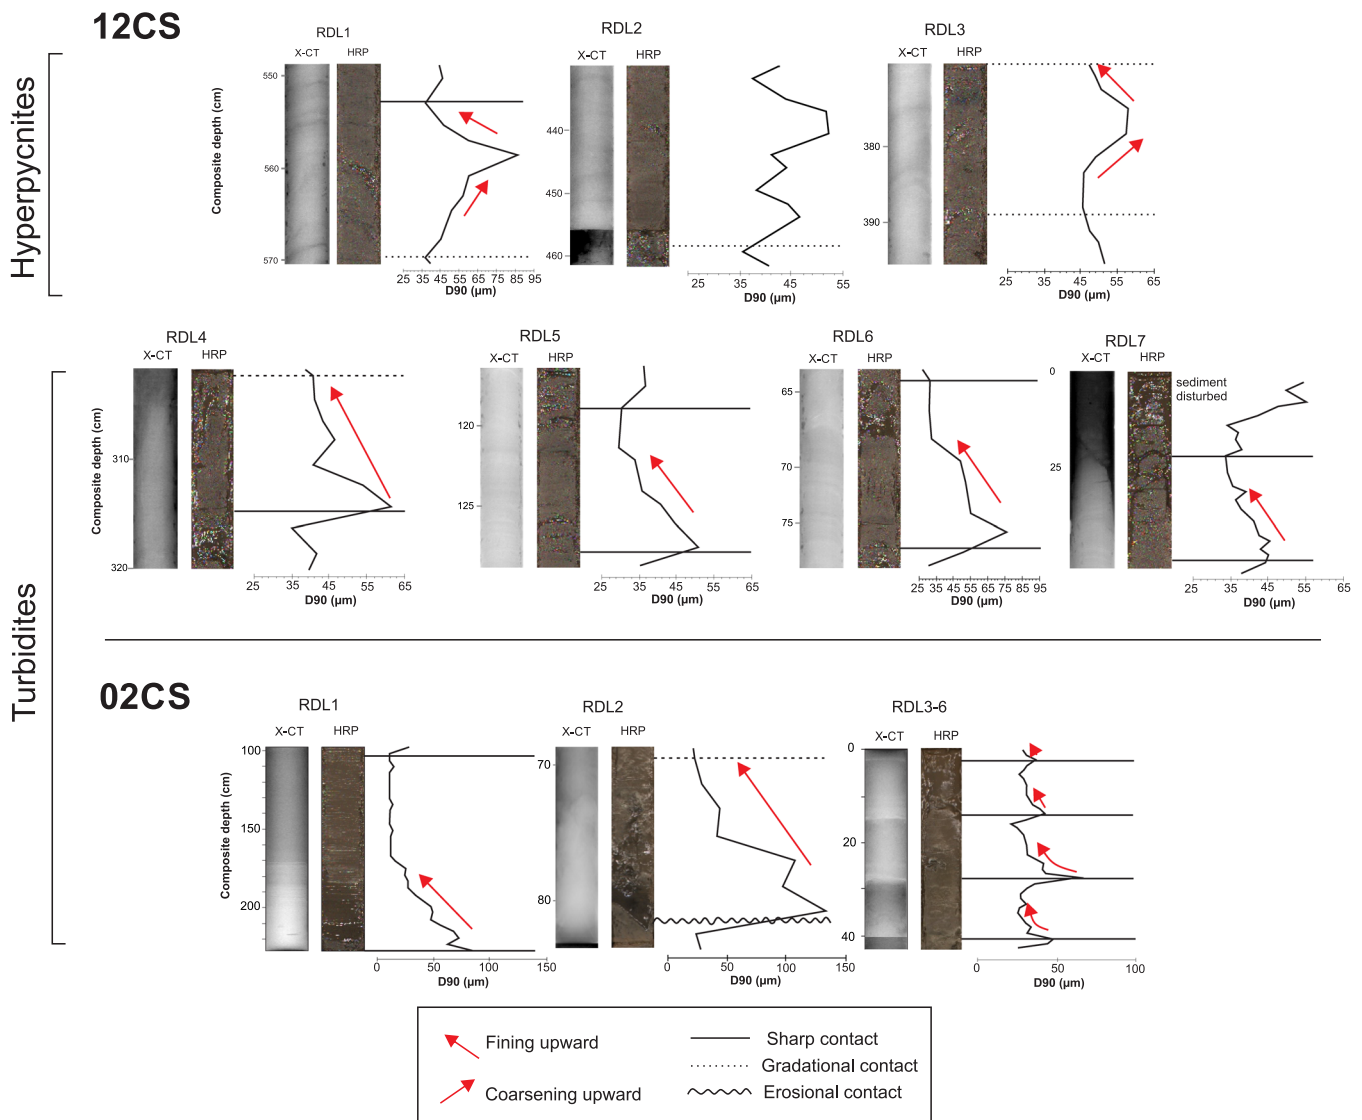 12CS
Hyperpycnites
RDL1
X-CT
HRP
Composite depth (cm)
550
560
570
25 35 45 55 65 75 85 95
D90 (µm)
RDL2
X-CT
HRP
440
450
460
25 35 45 55
D90 (µm)
RDL3
X-CT
HRP
380
390
25 35 45 55 65
D90 (µm)
Turbidites
RDL4
X-CT
HRP
Composite depth (cm)
310
320
25 35 45 55 65
D90 (µm)
RDL5
X-CT
HRP
120
125
25 35 45 55 65
D90 (µm)
RDL6
X-CT
HRP
65
70
75
25 35 45 55 65 75 85 95
D90 (µm)
RDL7
X-CT
HRP
0
25
sediment
disturbed
25 35 45 55 65
D90 (µm)
02CS
RDL1
X-CT
HRP
Composite depth (cm)
100
150
200
0 50 100 150
D90 (µm)
RDL2
X-CT
HRP
70
80
0 50 100 150
D90 (µm)
RDL3-6
X-CT
HRP
0
20
40
0 50 100
D90 (µm)
Fining upward
Coarsening upward
Sharp contact
Gradational contact
Erosional contact